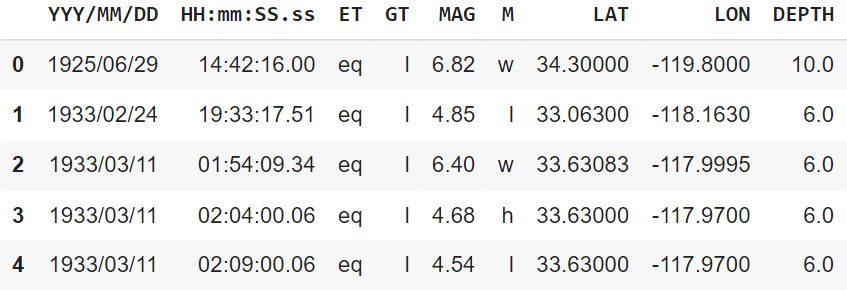 YYY/MM/DD HH:mm:SS.ss ET GT MAG M LAT LON DEPTH
0 1925/06/29 14:42:16.00 eq l 6.82 w 34.30000 -119.8000 10.0
1 1933/02/24 19:33:17.51 eq l 4.85 l 33.06300 -118.1630 6.0
2 1933/03/11 01:54:09.34 eq l 6.40 w 33.63083 -117.9995 6.0
3 1933/03/11 02:04:00.06 eq l 4.68 h 33.63000 -117.9700 6.0
4 1933/03/11 02:09:00.06 eq l 4.54 l 33.63000 -117.9700 6.0